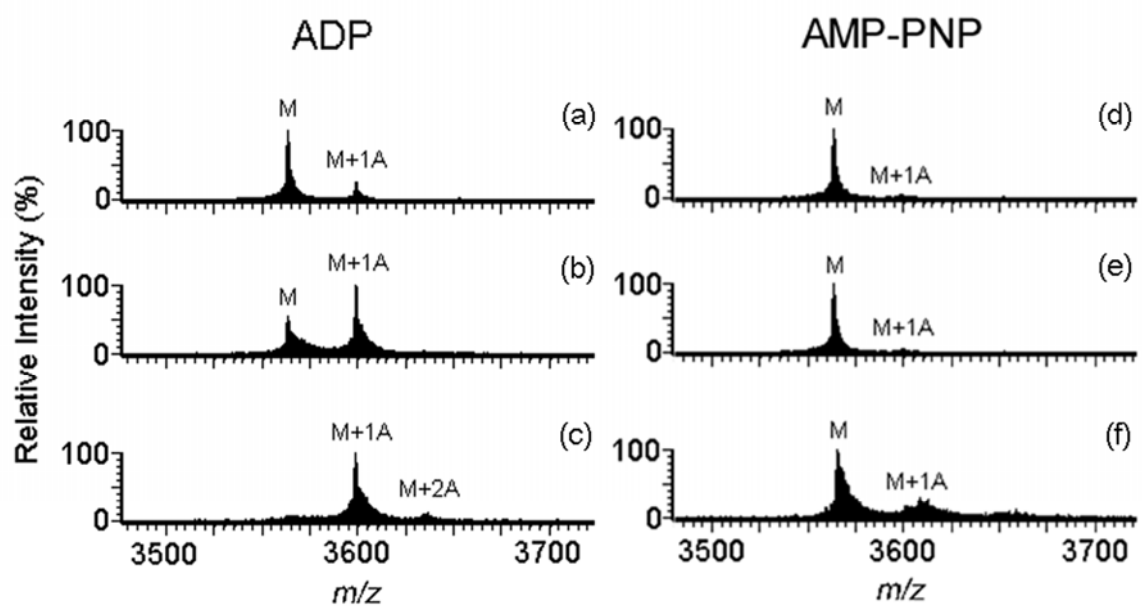 ADP
AMP-PNP
Relative Intensity (%)
(a)
M
M+1A
100
0
(b)
M
M+1A
100
0
(c)
M+1A
M+2A
100
0
3500 3600 3700
m/z
(d)
M
M+1A
100
0
(e)
M
M+1A
100
0
(f)
M
M+1A
100
0
3500 3600 3700
m/z